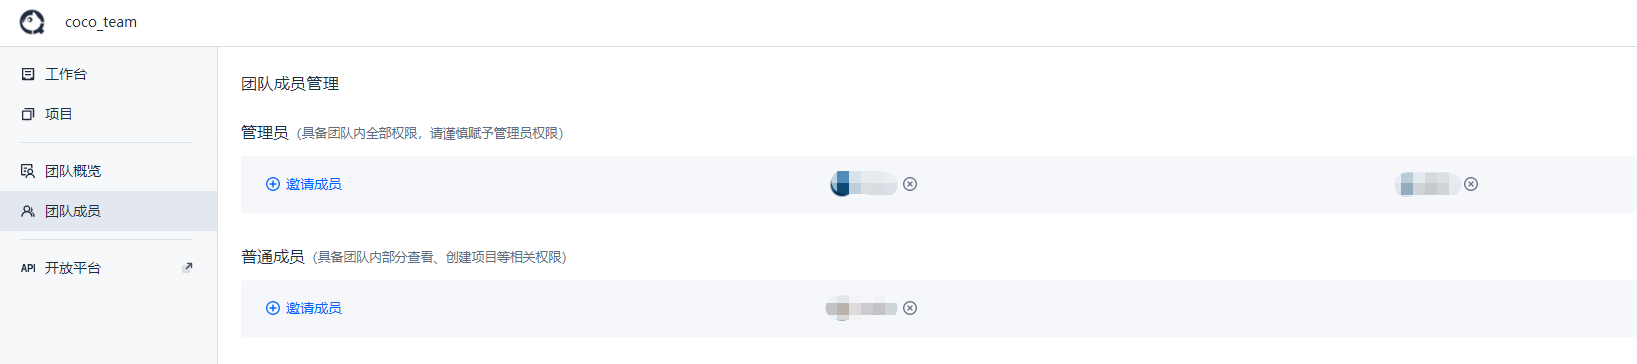 coco_team
工作台
项目
团队概览
团队成员
API 开放平台
团队成员管理
管理员（具备团队内全部权限，请谨慎赋予管理员权限）
邀请成员
普通成员（具备团队内部分查看、创建项目等相关权限）
邀请成员